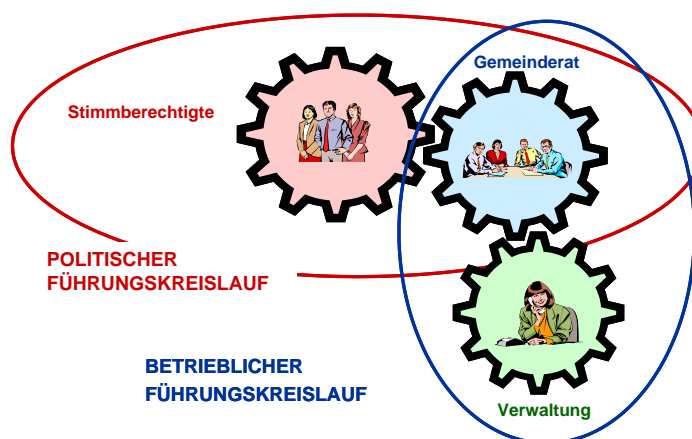 Gemeinderat
Stimmberechtigte
POLITISCHER
FÜHRUNGSKREISLAUF
BETRIEBLICHER
FÜHRUNGSKREISLAUF
Verwaltung